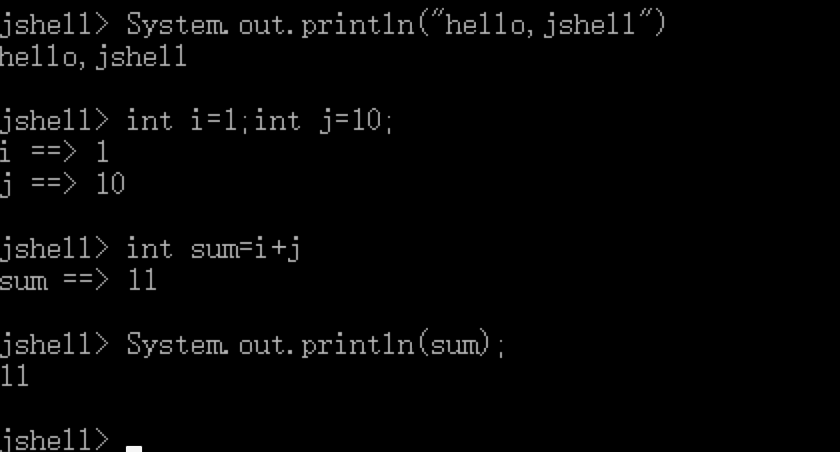 jshell> System.out.println("hello,jshell")
hello,jshell
jshell> int i=1;int j=10;
i ==> 1
j ==> 10
jshell> int sum=i+j
sum ==> 11
jshell> System.out.println(sum);
11
jshell>